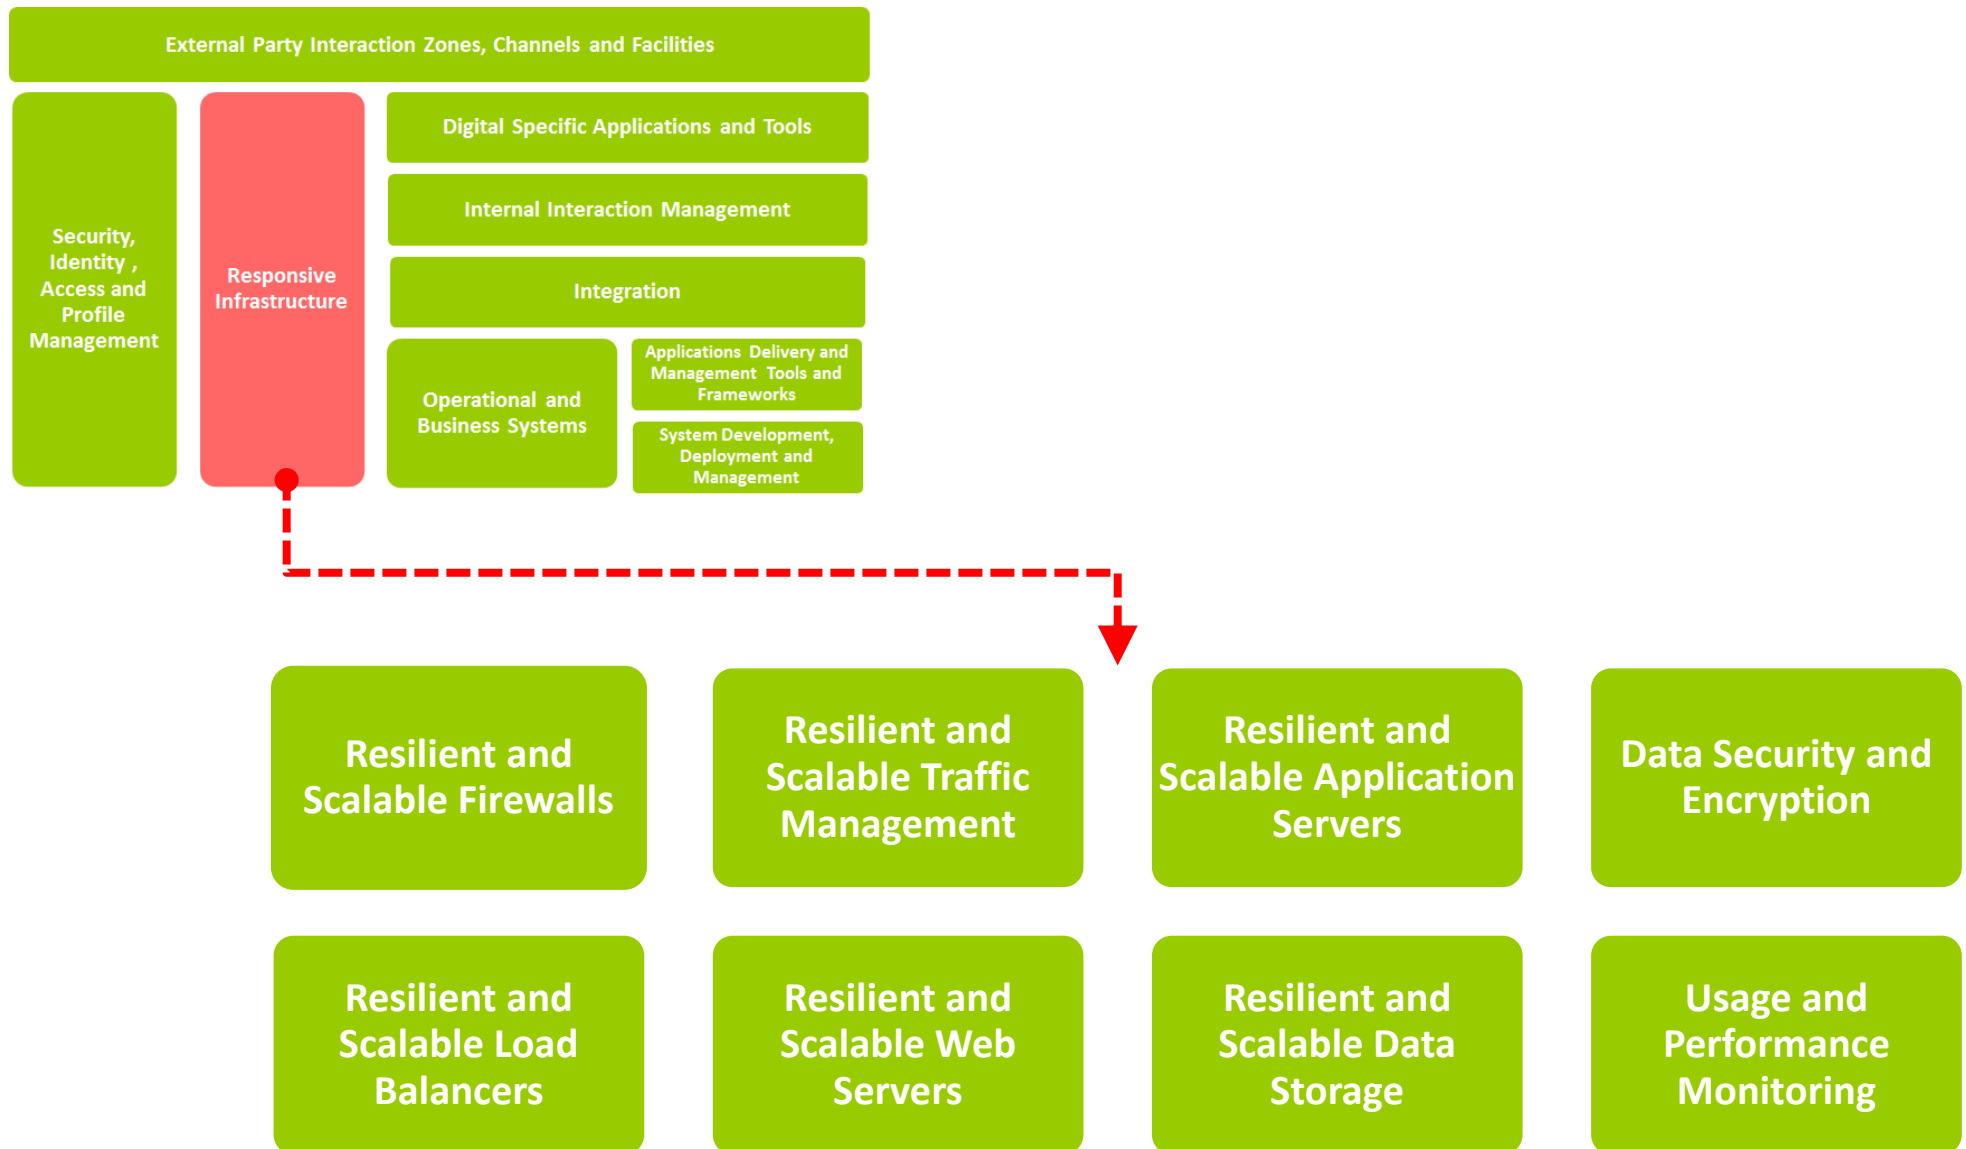 External Party Interaction Zones, Channels and Facilities
Security,
Identity ,
Access and
Profile
Management
Responsive
Infrastructure
Digital Specific Applications and Tools
Internal Interaction Management
Integration
Operational and
Business Systems
Applications Delivery and
Management Tools and
Frameworks
System Development,
Deployment and
Management
Resilient and
Scalable Firewalls
Resilient and
Scalable Traffic
Management
Resilient and
Scalable Application
Servers
Data Security and
Encryption
Resilient and
Scalable Load
Balancers
Resilient and
Scalable Web
Servers
Resilient and
Scalable Data
Storage
Usage and
Performance
Monitoring